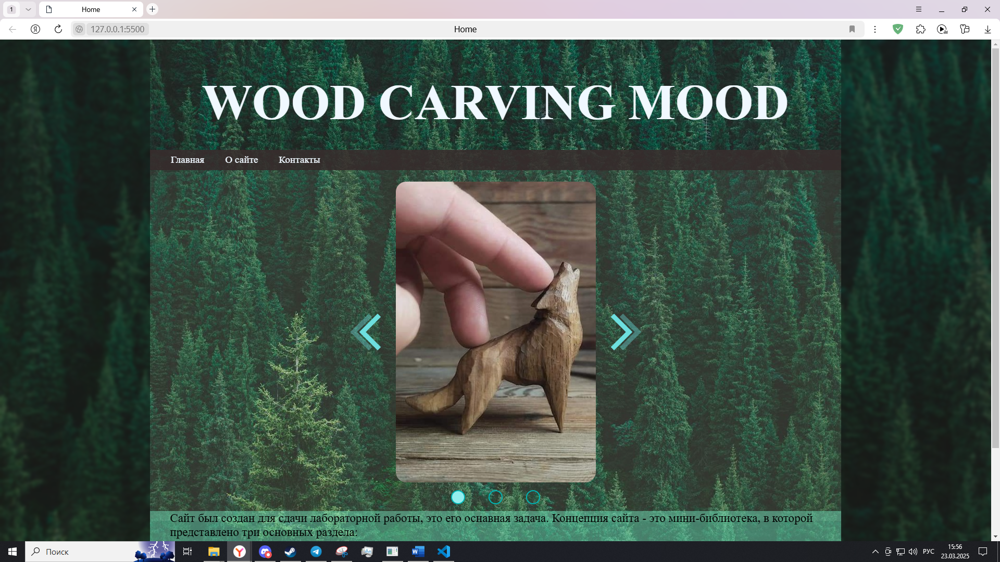 1
Home
127.0.0.1:5500
Home
WOOD CARVING MOOD
Главная О сайте Контакты
Сайт был создан для сдачи лабораторной работы, это его оснавная задача. Концепция сайта - это мини-библиотека, в которой
представлено три основных раздела:
Поиск
РУС
15:56
23.03.2025